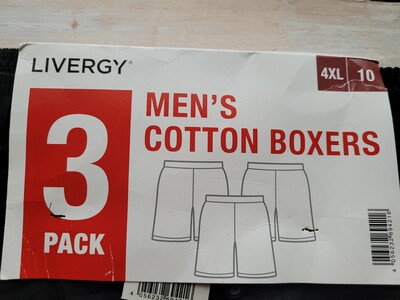 LIVERGY®
4XL 10
3
PACK
MEN'S
COTTON BOXERS